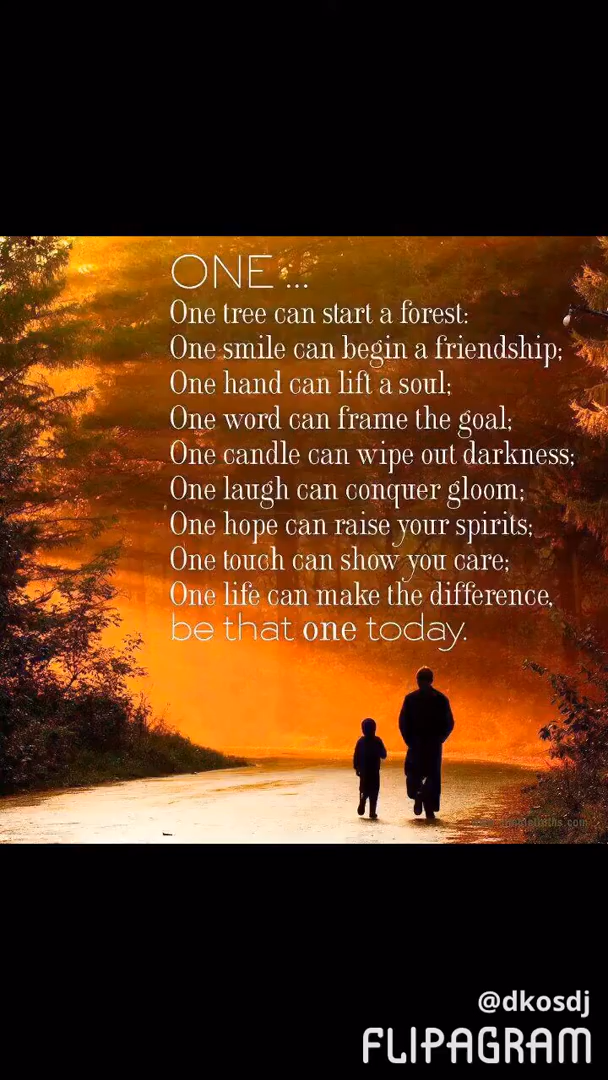 ONE ...
One tree can start a forest:
One smile can begin a friendship;
One hand can lift a soul;
One word can frame the goal;
One candle can wipe out darkness;
One laugh can conquer gloom;
One hope can raise your spirits;
One touch can show you care;
One life can make the difference,
be that one today.
@dkosdj
FLIPAGRAM